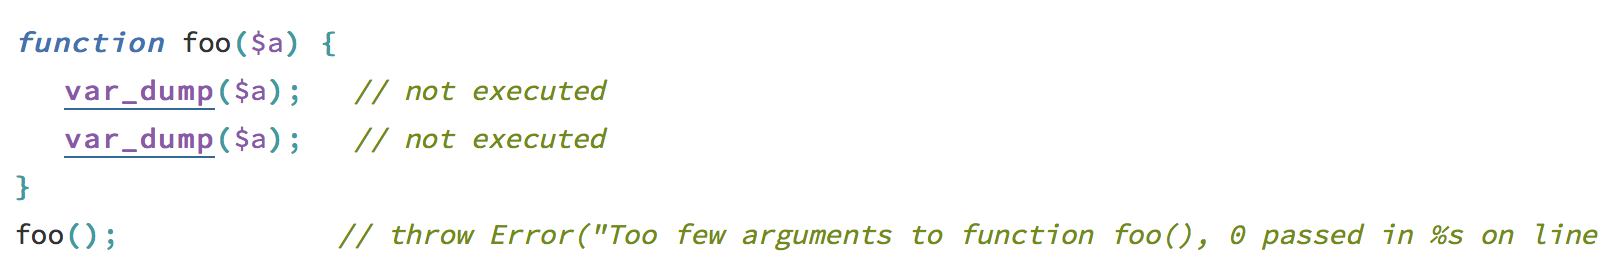 function foo($a) {
   var_dump($a);   // not executed
   var_dump($a);   // not executed
}
foo();             // throw Error("Too few arguments to function foo(), 0 passed in %s on line